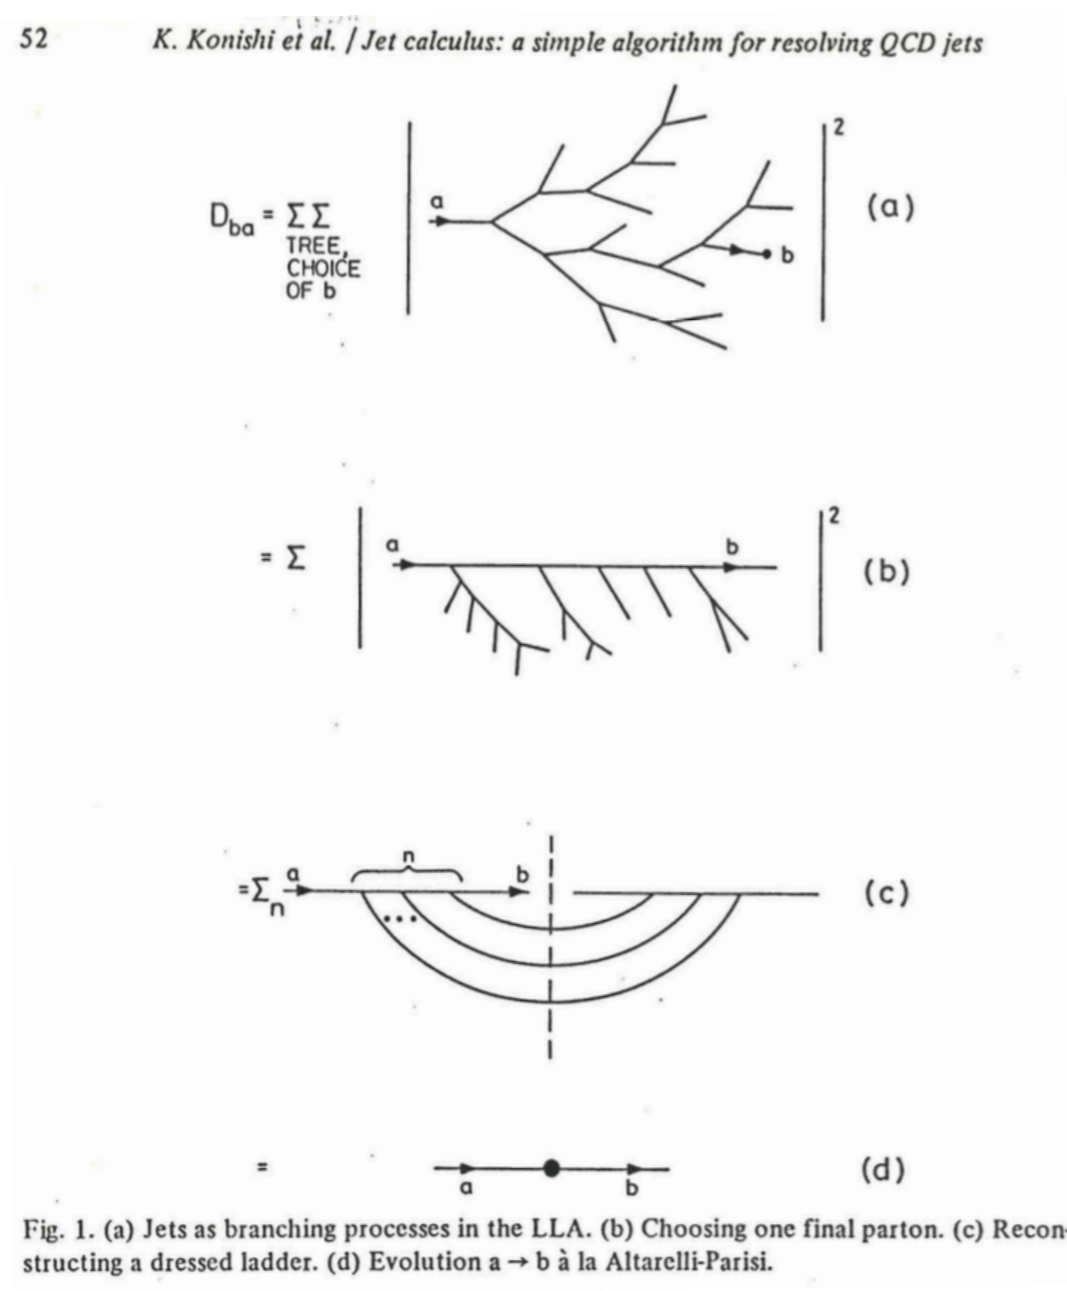 52 K. Konishi et al. / Jet calculus: a simple algorithm for resolving QCD jets
a
2
D_ba = Σ Σ
TREE,
CHOICE
OF b
b
(a)
= Σ
a
b
2
(b)
n
=Σ_n
a
b
(c)
...
=
a
b
(d)
Fig. 1. (a) Jets as branching processes in the LLA. (b) Choosing one final parton. (c) Recon-
structing a dressed ladder. (d) Evolution a → b à la Altarelli-Parisi.